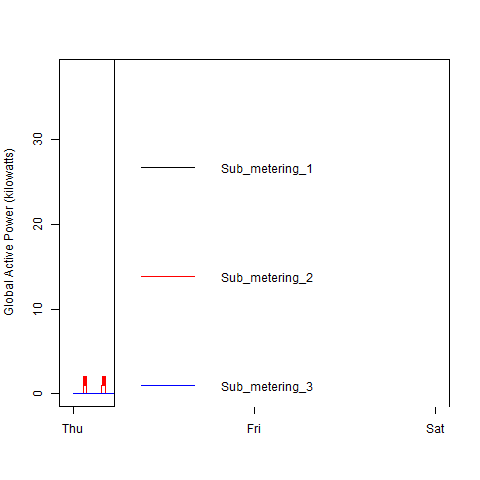 Global Active Power (kilowatts)
30
20
10
0
Sub_metering_1
Sub_metering_2
Sub_metering_3
Thu Fri Sat